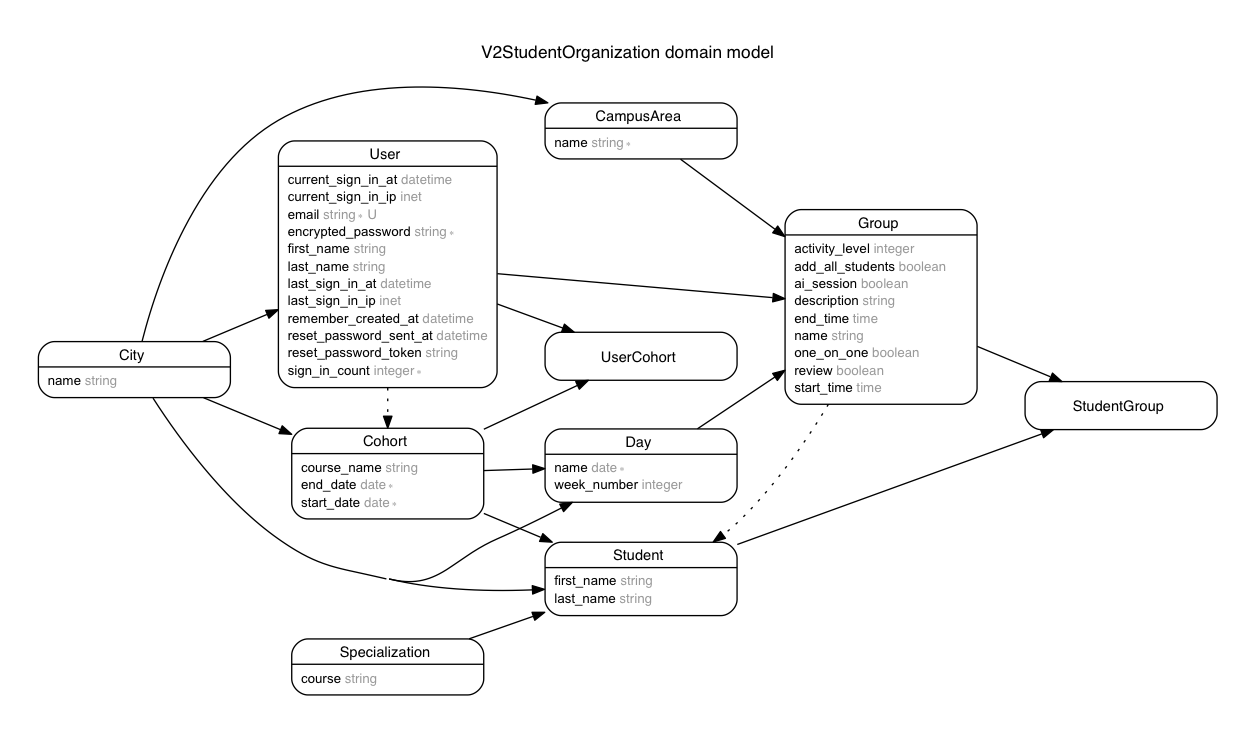 V2StudentOrganization domain model
CampusArea
name string *
User
current_sign_in_at datetime
current_sign_in_ip inet
email string * U
encrypted_password string *
first_name string
last_name string
last_sign_in_at datetime
last_sign_in_ip inet
remember_created_at datetime
reset_password_sent_at datetime
reset_password_token string
sign_in_count integer *
Group
activity_level integer
add_all_students boolean
ai_session boolean
description string
end_time time
name string
one_on_one boolean
review boolean
start_time time
City
name string
UserCohort
StudentGroup
Cohort
course_name string
end_date date *
start_date date *
Day
name date *
week_number integer
Student
first_name string
last_name string
Specialization
course string